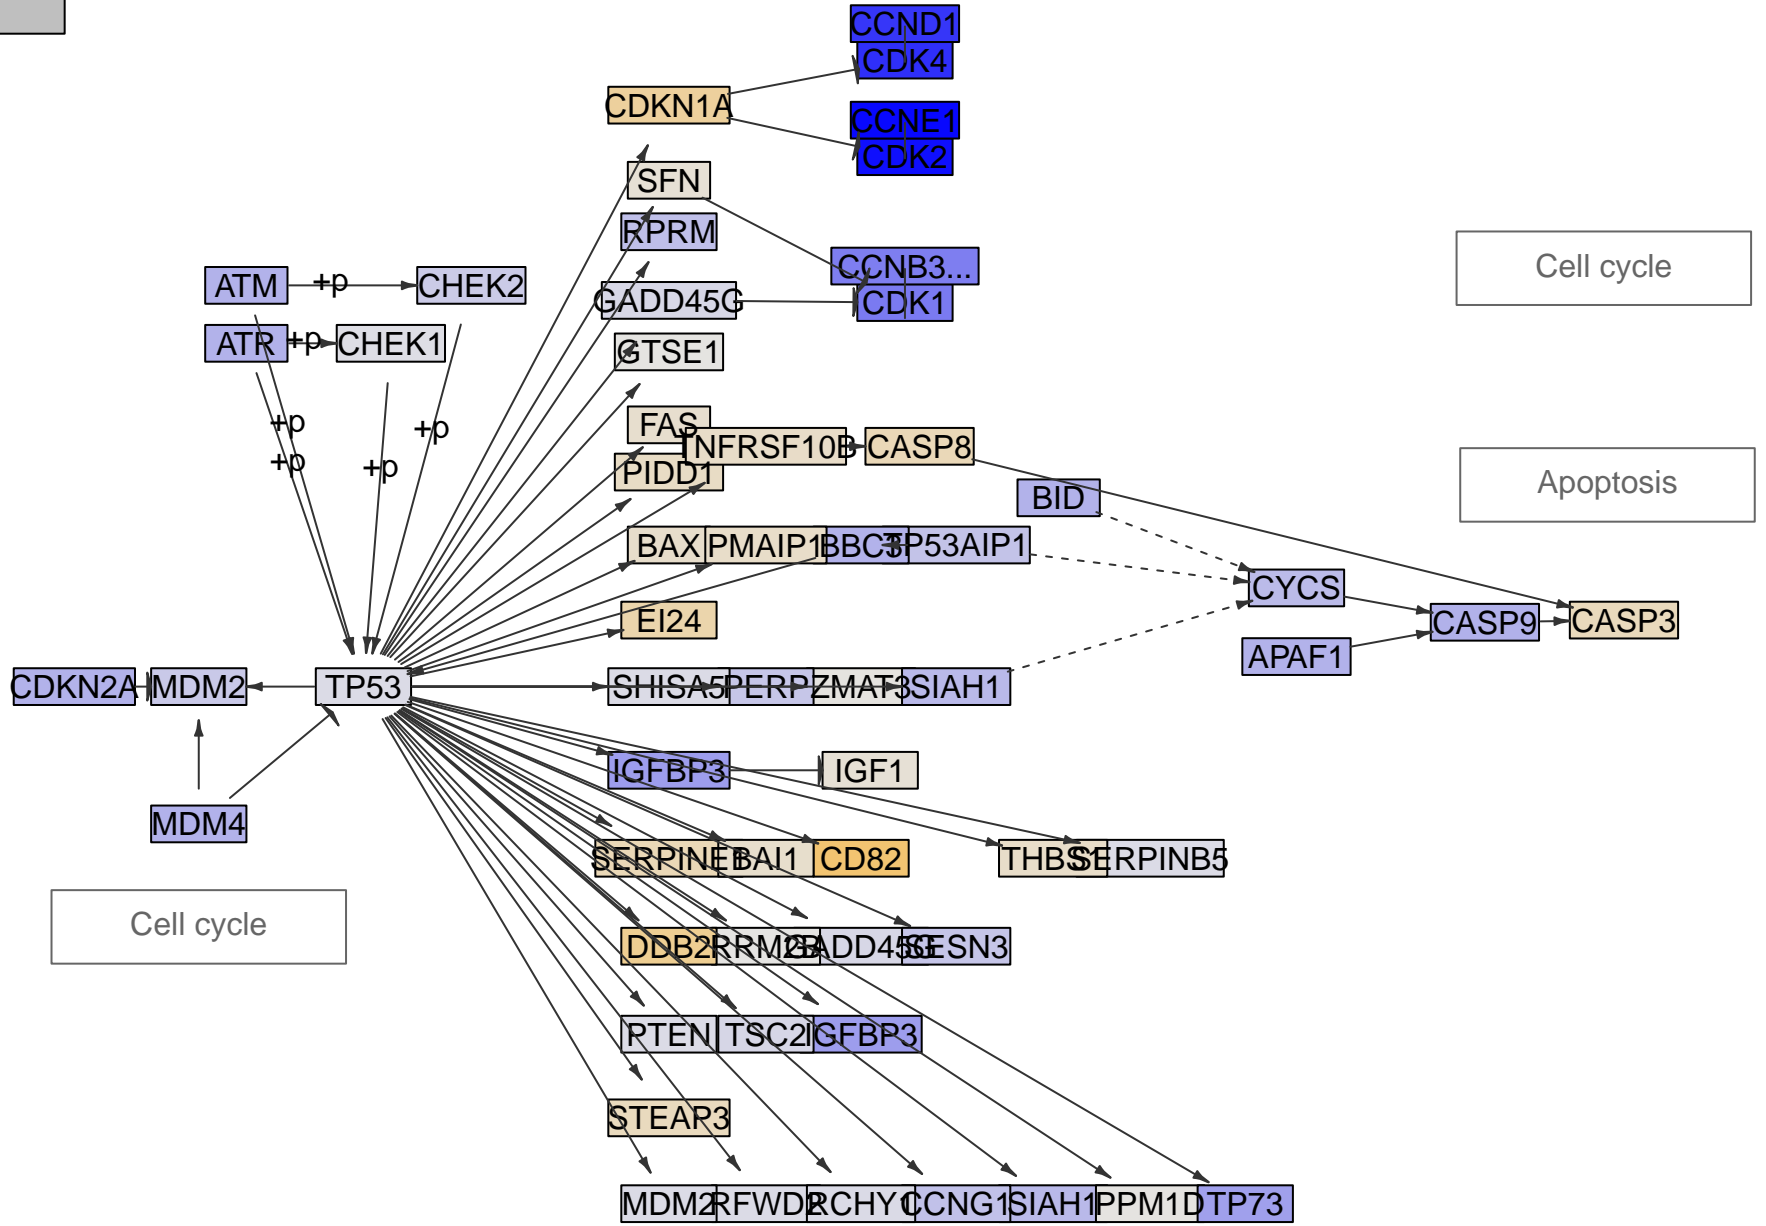 CCND1
CDK4
CDKN1A
CCNE1
CDK2
SFN
RPRM
CCNB3...
Cell cycle
ATM
+p
CHEK2
GADD45G
CDK1
ATR
+p
CHEK1
GTSE1
+p
+p
FAS
TNFRSF10B
CASP8
+p
+p
PIDD1
Apoptosis
BID
BAX
PMAIP1
BBC3
TP53AIP1
CYCS
EI24
CASP9
CASP3
APAF1
CDKN2A
MDM2
TP53
SHISA5
PERP
ZMAT3
SIAH1
IGFBP3
IGF1
MDM4
SERPINE1
BAI1
CD82
THBS1
SERPINB5
Cell cycle
DDB2
RRM2B
GADD45G
SESN3
PTEN
TSC2
IGFBP3
STEAP3
MDM2
RFWD2
RCHY1
CCNG1
SIAH1
PPM1D
TP73